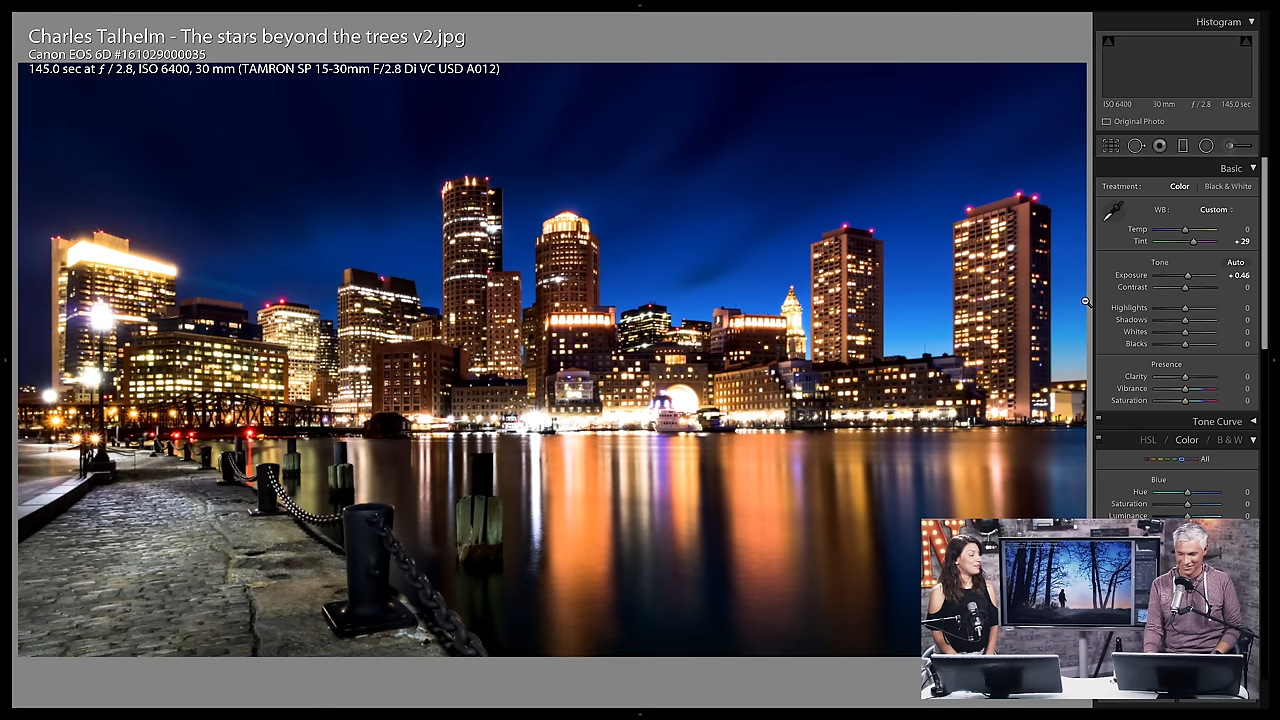 Charles Talhelm - The stars beyond the trees v2.jpg
Canon EOS 6D #161029000035
145.0 sec at ƒ / 2.8, ISO 6400, 30 mm (TAMRON SP 15-30mm F/2.8 Di VC USD A012)
Histogram
ISO 6400 30 mm ƒ / 2.8 145.0 sec
Original Photo
Basic
Treatment : Color Black & White
WB : Custom
Temp 0
Tint + 29
Tone Auto
Exposure + 0.46
Contrast 0
Highlights 0
Shadows 0
Whites 0
Blacks 0
Presence
Clarity 0
Vibrance 0
Saturation 0
Tone Curve
HSL / Color / B & W
All
Blue
Hue 0
Saturation 0
Luminance 0